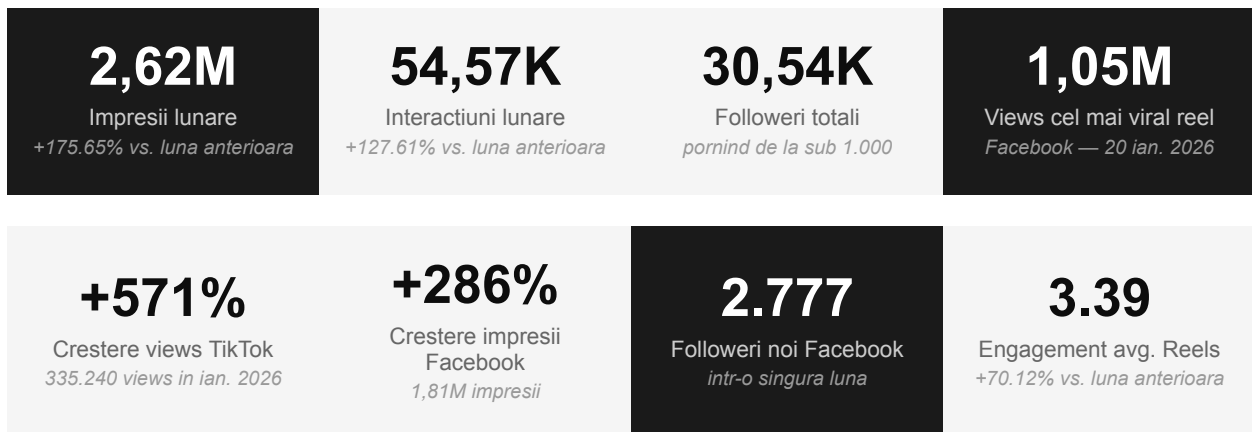 2,62M
Impresii lunare
+175.65% vs. luna anterioara
54,57K
Interactiuni lunare
+127.61% vs. luna anterioara
30,54K
Followeri totali
pornind de la sub 1.000
1,05M
Views cel mai viral reel
Facebook — 20 ian. 2026
+571%
Crestere views TikTok
335.240 views in ian. 2026
+286%
Crestere impresii
Facebook
1,81M impresii
2.777
Followeri noi Facebook
intr-o singura luna
3.39
Engagement avg. Reels
+70.12% vs. luna anterioara